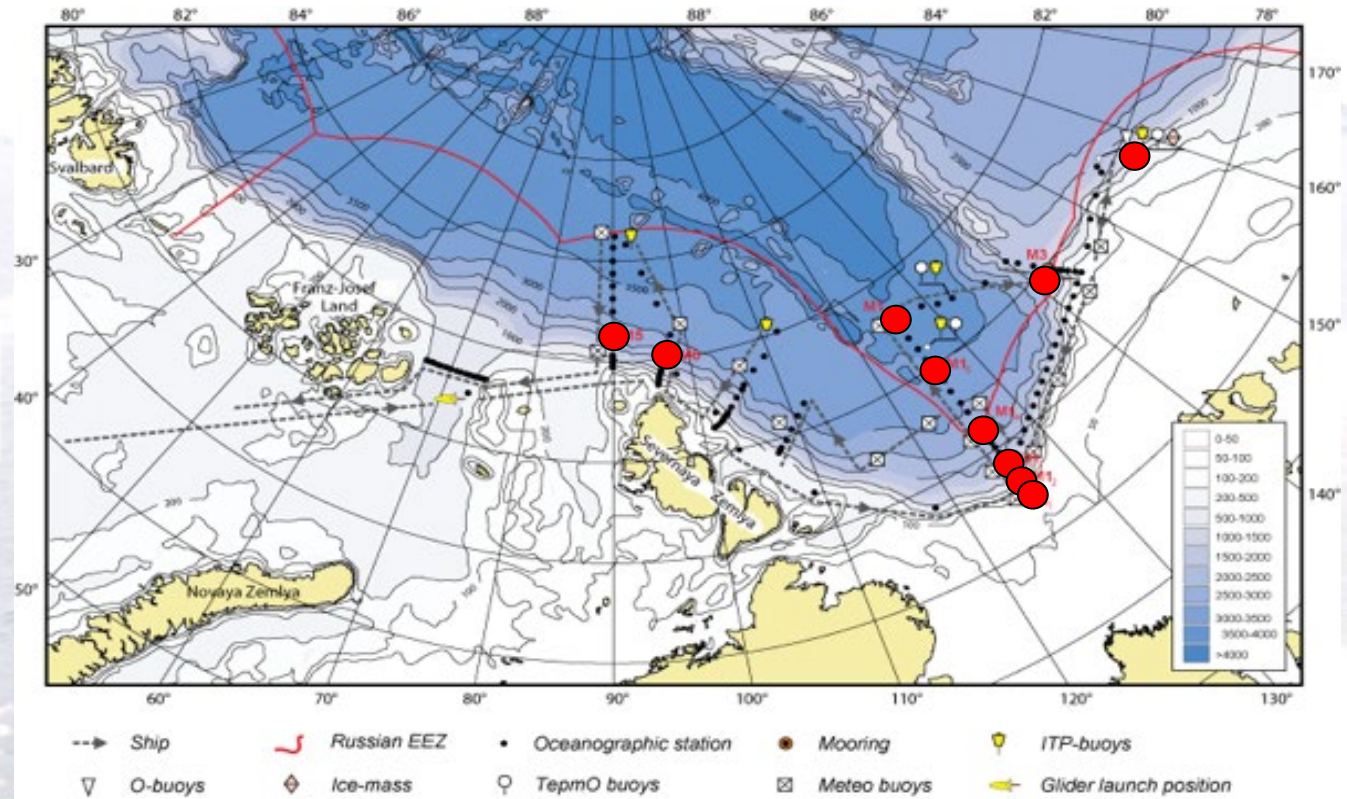 80° 82° 84° 86° 88° 88° 86° 84° 82° 80° 78°
170°
Svalbard
160°
30°
Franz-Josef
Land
M3
150°
40°
Severnaya Zemlya
140°
50°
Novaya Zemlya
60° 70° 80° 90° 100° 110° 120° 130°
0-50
50-100
100-200
200-500
500-1000
1000-1500
1500-2000
2000-2500
2500-3000
3000-3500
3500-4000
>4000
Ship Russian EEZ Oceanographic station Mooring ITP-buoys
O-buoys Ice-mass TepmO buoys Meteo buoys Glider launch position